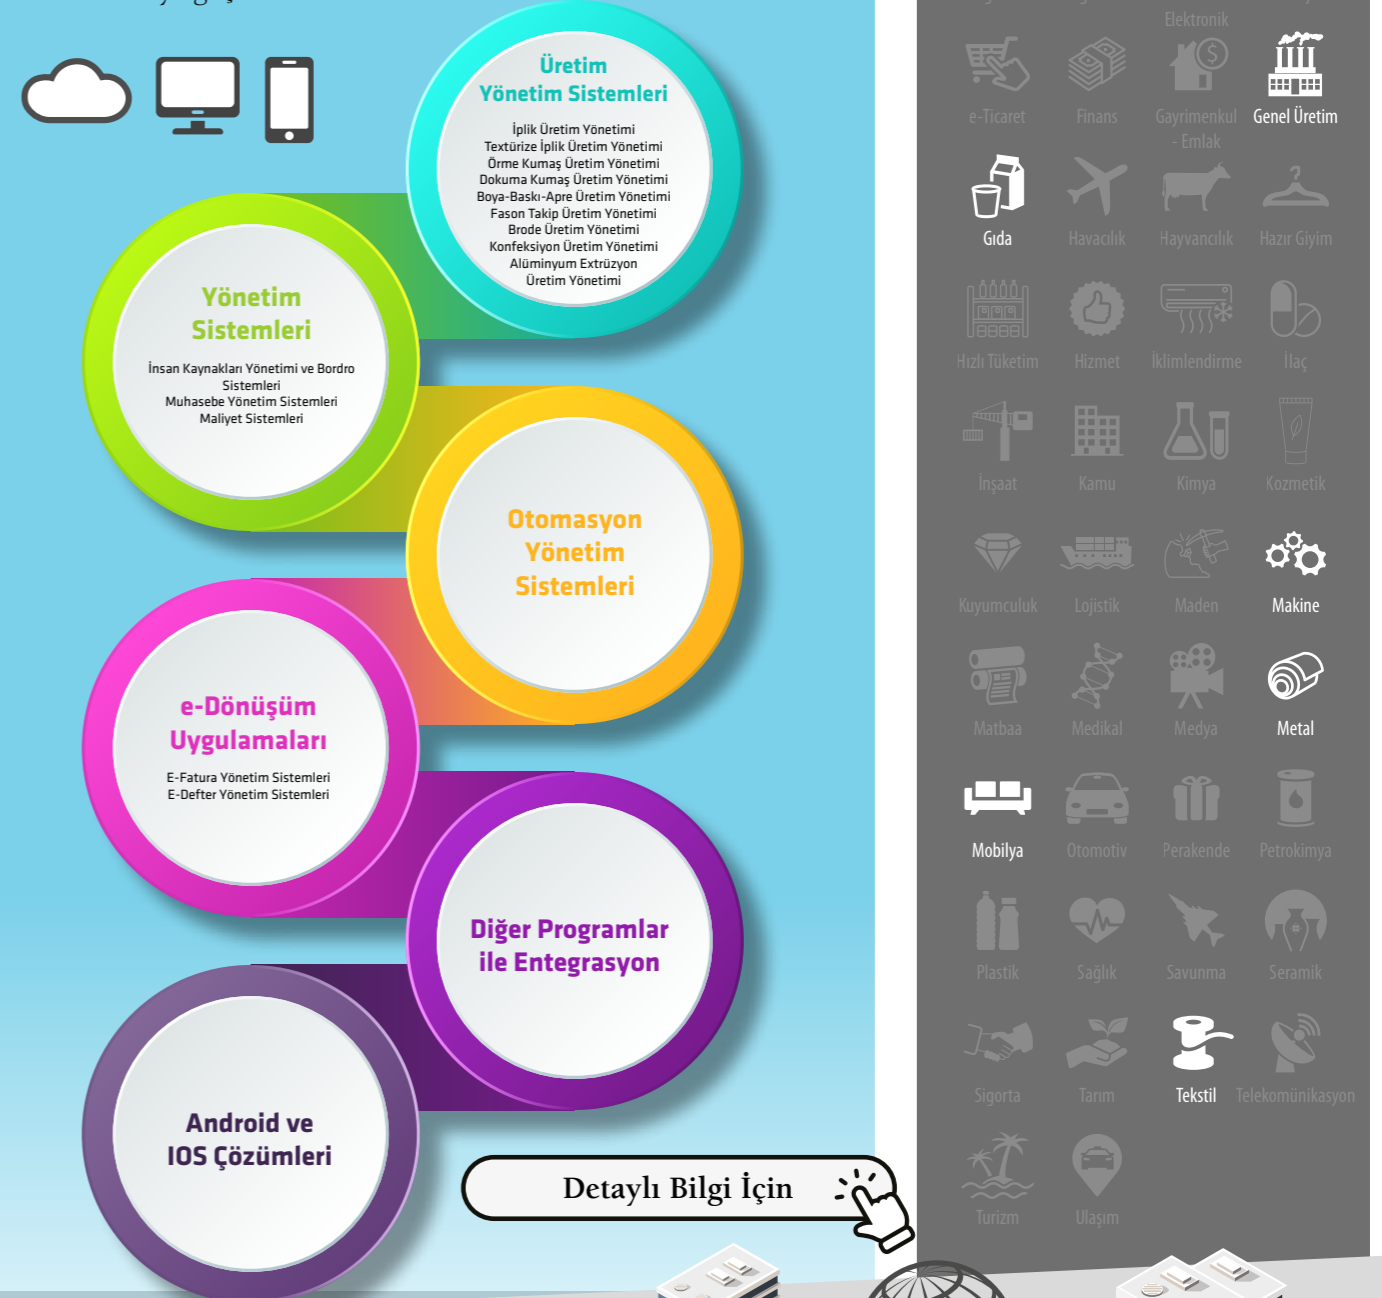 Üretim
Yönetim Sistemleri
İplik Üretim Yönetimi
Textürize İplik Üretim Yönetimi
Örme Kumaş Üretim Yönetimi
Dokuma Kumaş Üretim Yönetimi
Boya-Baskı-Apre Üretim Yönetimi
Fason Takip Üretim Yönetimi
Brode Üretim Yönetimi
Konfeksiyon Üretim Yönetimi
Alüminyum Extrüzyon
Üretim Yönetimi
Yönetim
Sistemleri
İnsan Kaynakları Yönetimi ve Bordro
Sistemleri
Muhasebe Yönetim Sistemleri
Maliyet Sistemleri
Otomasyon
Yönetim
Sistemleri
e-Dönüşüm
Uygulamaları
E-Fatura Yönetim Sistemleri
E-Defter Yönetim Sistemleri
Diğer Programlar
ile Entegrasyon
Android ve
IOS Çözümleri
Detaylı Bilgi İçin
Elektronik
e-Ticaret
Finans
Gayrimenkul
- Emlak
Genel Üretim
Gıda
Havacılık
Hayvancılık
Hazır Giyim
Hızlı Tüketim
Hizmet
İklimlendirme
İlaç
İnşaat
Kamu
Kimya
Kozmetik
Kuyumculuk
Lojistik
Maden
Makine
Matbaa
Medikal
Medya
Metal
Mobilya
Otomotiv
Perakende
Petrokimya
Plastik
Sağlık
Savunma
Seramik
Sigorta
Tarım
Tekstil
Telekomünikasyon
Turizm
Ulaşım